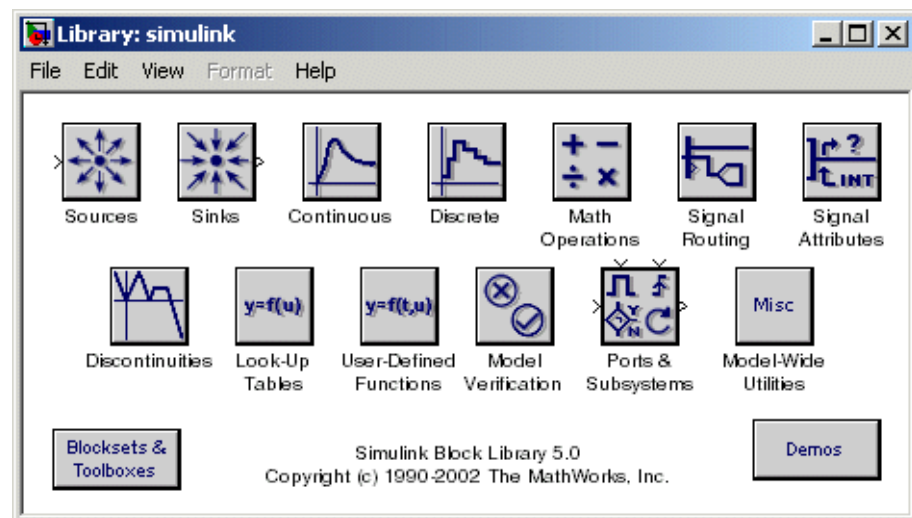 Library: simulink
File Edit View Format Help
+ −
÷ ×
?
INT
Sources Sinks Continuous Discrete Math Operations Signal Routing Signal Attributes
y=f(u) y=f(t,u) Y N Misc
Discontinuities Look-Up Tables User-Defined Functions Model Verification Ports & Subsystems Model-Wide Utilities
Blocksets & Toolboxes
Simulink Block Library 5.0
Copyright (c) 1990-2002 The MathWorks, Inc.
Demos